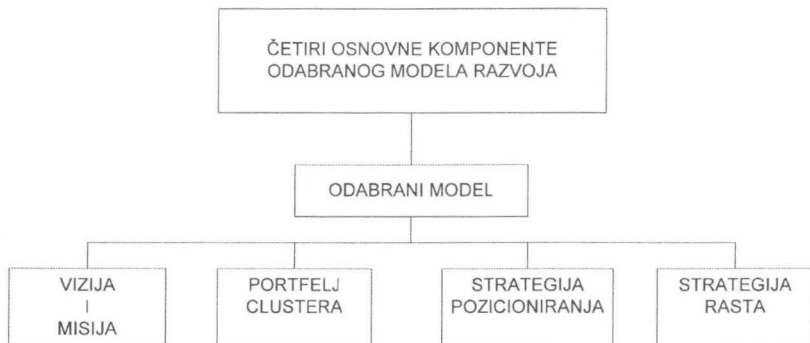 ČETIRI OSNOVNE KOMPONENTE
ODABRANOG MODELA RAZVOJA
ODABRANI MODEL
VIZIJA
I
MISIJA
PORTFELJ
CLUSTERA
STRATEGIJA
POZICIONIRANJA
STRATEGIJA
RASTA